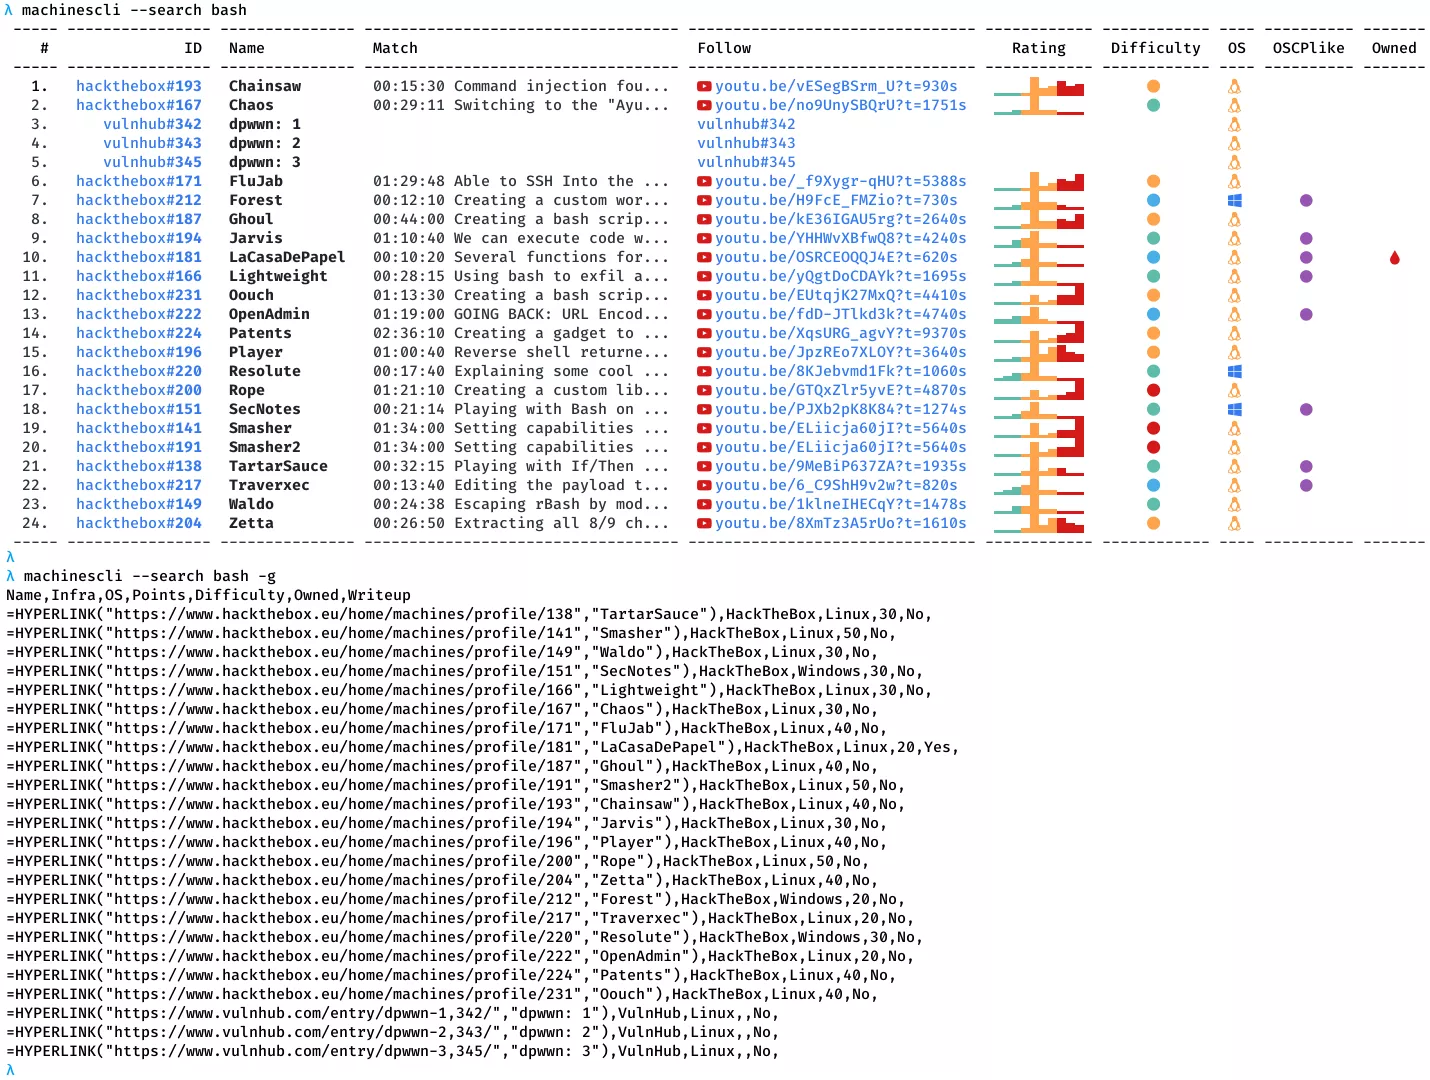 λ machinescli --search bash
----- ---------------- --------------- ----------------------------------- -------------------------------- ------------ ------------ ---- ---------- -------
# ID Name Match Follow Rating Difficulty OS OSCPlike Owned
----- ---------------- --------------- ----------------------------------- -------------------------------- ------------ ------------ ---- ---------- -------
1. hackthebox#193 Chainsaw 00:15:30 Command injection fou... youtu.be/vESegBSrm_U?t=930s
2. hackthebox#167 Chaos 00:29:11 Switching to the "Ayu... youtu.be/no9UnySBQrU?t=1751s
3. vulnhub#342 dpwwn: 1 vulnhub#342
4. vulnhub#343 dpwwn: 2 vulnhub#343
5. vulnhub#345 dpwwn: 3 vulnhub#345
6. hackthebox#171 FluJab 01:29:48 Able to SSH Into the ... youtu.be/_f9Xygr-qHU?t=5388s
7. hackthebox#212 Forest 00:12:10 Creating a custom wor... youtu.be/H9FcE_FMZio?t=730s
8. hackthebox#187 Ghoul 00:44:00 Creating a bash scrip... youtu.be/kE36IGAU5rg?t=2640s
9. hackthebox#194 Jarvis 01:10:40 We can execute code w... youtu.be/YHHWvXBfwQ8?t=4240s
10. hackthebox#181 LaCasaDePapel 00:10:20 Several functions for... youtu.be/OSRCEOQQJ4E?t=620s
11. hackthebox#166 Lightweight 00:28:15 Using bash to exfil a... youtu.be/yQgtDoCDAYk?t=1695s
12. hackthebox#231 Oouch 01:13:30 Creating a bash scrip... youtu.be/EUtqjK27MxQ?t=4410s
13. hackthebox#222 OpenAdmin 01:19:00 GOING BACK: URL Encod... youtu.be/fdD-JTlkd3k?t=4740s
14. hackthebox#224 Patents 02:36:10 Creating a gadget to ... youtu.be/XqsURG_agvY?t=9370s
15. hackthebox#196 Player 01:00:40 Reverse shell returne... youtu.be/JpzREo7XLOY?t=3640s
16. hackthebox#220 Resolute 00:17:40 Explaining some cool ... youtu.be/8KJebvmd1Fk?t=1060s
17. hackthebox#200 Rope 01:21:10 Creating a custom lib... youtu.be/GTQxZlr5yvE?t=4870s
18. hackthebox#151 SecNotes 00:21:14 Playing with Bash on ... youtu.be/PJXb2pK8K84?t=1274s
19. hackthebox#141 Smasher 01:34:00 Setting capabilities ... youtu.be/ELiicja60jI?t=5640s
20. hackthebox#191 Smasher2 01:34:00 Setting capabilities ... youtu.be/ELiicja60jI?t=5640s
21. hackthebox#138 TartarSauce 00:32:15 Playing with If/Then ... youtu.be/9MeBiP637ZA?t=1935s
22. hackthebox#217 Traverxec 00:13:40 Editing the payload t... youtu.be/6_C9ShH9v2w?t=820s
23. hackthebox#149 Waldo 00:24:38 Escaping rBash by mod... youtu.be/1klneIHECqY?t=1478s
24. hackthebox#204 Zetta 00:26:50 Extracting all 8/9 ch... youtu.be/8XmTz3A5rUo?t=1610s
----- ---------------- --------------- ----------------------------------- -------------------------------- ------------ ------------ ---- ---------- -------
λ
λ machinescli --search bash -g
Name,Infra,OS,Points,Difficulty,Owned,Writeup
=HYPERLINK("https://www.hackthebox.eu/home/machines/profile/138","TartarSauce"),HackTheBox,Linux,30,No,
=HYPERLINK("https://www.hackthebox.eu/home/machines/profile/141","Smasher"),HackTheBox,Linux,50,No,
=HYPERLINK("https://www.hackthebox.eu/home/machines/profile/149","Waldo"),HackTheBox,Linux,30,No,
=HYPERLINK("https://www.hackthebox.eu/home/machines/profile/151","SecNotes"),HackTheBox,Windows,30,No,
=HYPERLINK("https://www.hackthebox.eu/home/machines/profile/166","Lightweight"),HackTheBox,Linux,30,No,
=HYPERLINK("https://www.hackthebox.eu/home/machines/profile/167","Chaos"),HackTheBox,Linux,30,No,
=HYPERLINK("https://www.hackthebox.eu/home/machines/profile/171","FluJab"),HackTheBox,Linux,40,No,
=HYPERLINK("https://www.hackthebox.eu/home/machines/profile/181","LaCasaDePapel"),HackTheBox,Linux,20,Yes,
=HYPERLINK("https://www.hackthebox.eu/home/machines/profile/187","Ghoul"),HackTheBox,Linux,40,No,
=HYPERLINK("https://www.hackthebox.eu/home/machines/profile/191","Smasher2"),HackTheBox,Linux,50,No,
=HYPERLINK("https://www.hackthebox.eu/home/machines/profile/193","Chainsaw"),HackTheBox,Linux,40,No,
=HYPERLINK("https://www.hackthebox.eu/home/machines/profile/194","Jarvis"),HackTheBox,Linux,30,No,
=HYPERLINK("https://www.hackthebox.eu/home/machines/profile/196","Player"),HackTheBox,Linux,40,No,
=HYPERLINK("https://www.hackthebox.eu/home/machines/profile/200","Rope"),HackTheBox,Linux,50,No,
=HYPERLINK("https://www.hackthebox.eu/home/machines/profile/204","Zetta"),HackTheBox,Linux,40,No,
=HYPERLINK("https://www.hackthebox.eu/home/machines/profile/212","Forest"),HackTheBox,Windows,20,No,
=HYPERLINK("https://www.hackthebox.eu/home/machines/profile/217","Traverxec"),HackTheBox,Linux,20,No,
=HYPERLINK("https://www.hackthebox.eu/home/machines/profile/220","Resolute"),HackTheBox,Windows,30,No,
=HYPERLINK("https://www.hackthebox.eu/home/machines/profile/222","OpenAdmin"),HackTheBox,Linux,20,No,
=HYPERLINK("https://www.hackthebox.eu/home/machines/profile/224","Patents"),HackTheBox,Linux,40,No,
=HYPERLINK("https://www.hackthebox.eu/home/machines/profile/231","Oouch"),HackTheBox,Linux,40,No,
=HYPERLINK("https://www.vulnhub.com/entry/dpwwn-1,342/","dpwwn: 1"),VulnHub,Linux,,No,
=HYPERLINK("https://www.vulnhub.com/entry/dpwwn-2,343/","dpwwn: 2"),VulnHub,Linux,,No,
=HYPERLINK("https://www.vulnhub.com/entry/dpwwn-3,345/","dpwwn: 3"),VulnHub,Linux,,No,
λ